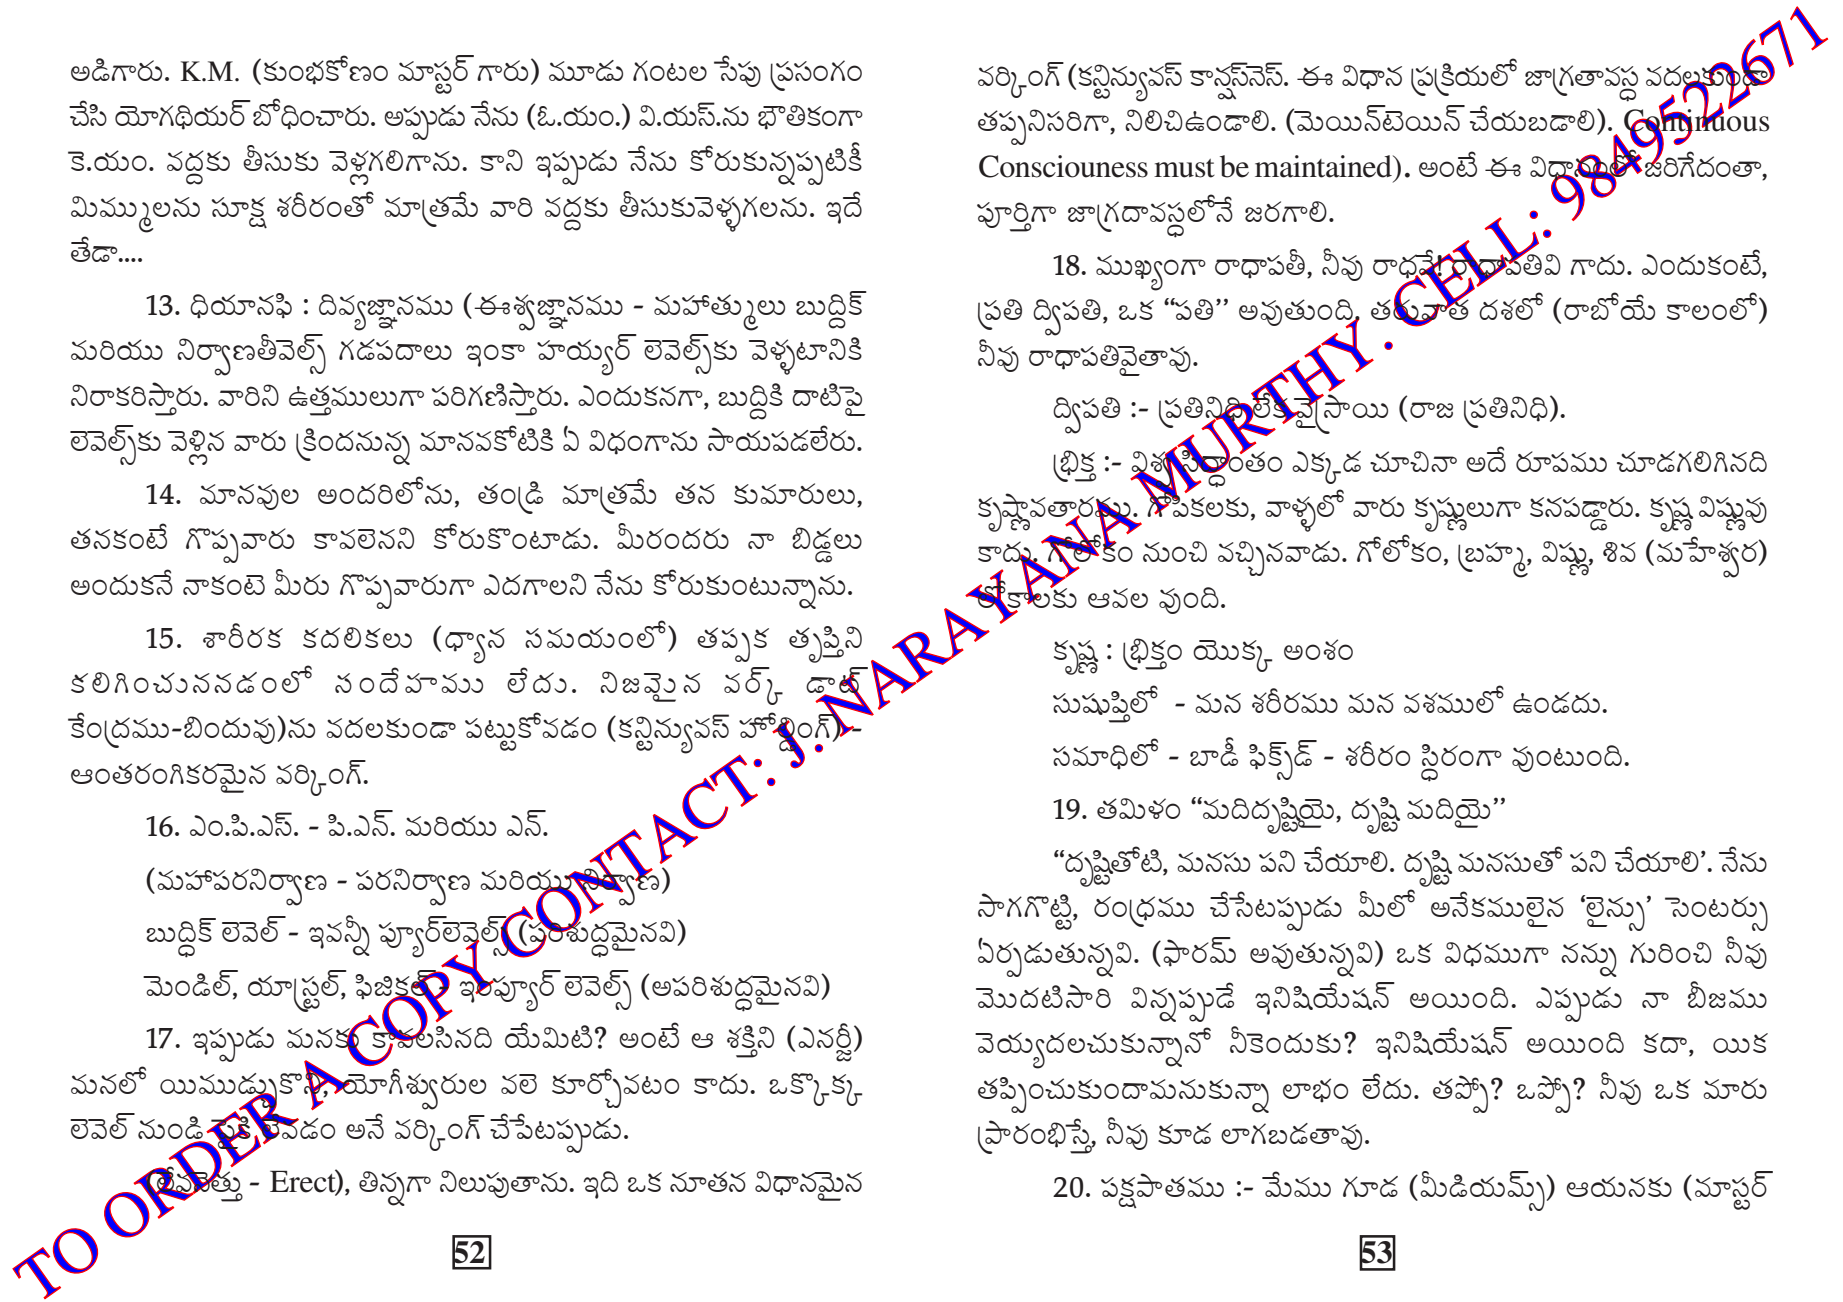 అడిగారు. K.M. (కుంభకోణం మాస్టర్ గారు) మూడు గంటల సేపు ప్రసంగం
చేసి యోగథియర్ బోధించారు. అప్పుడు నేను (ఓ.యం.) వి.యస్.ను భౌతికంగా
కె.యం. వద్దకు తీసుకు వెళ్లగలిగాను. కాని ఇప్పుడు నేను కోరుకున్నప్పటికీ
మిమ్ములను సూక్ష శరీరంతో మాత్రమే వారి వద్దకు తీసుకువెళ్ళగలను. ఇదే
తేడా....
13. ధియానఫి : దివ్యజ్ఞానము (ఈశ్వజ్ఞానము - మహాత్ములు బుద్దిక్
మరియు నిర్వాణతీవెల్స్ గడపదాలు ఇంకా హయ్యర్ లెవెల్స్‌కు వెళ్ళటానికి
నిరాకరిస్తారు. వారిని ఉత్తములుగా పరిగణిస్తారు. ఎందుకనగా, బుద్దికి దాటిపై
లెవెల్స్‌కు వెళ్లిన వారు క్రిందనున్న మానవకోటికి ఏ విధంగాను సాయపడలేరు.
14. మానవుల అందరిలోను, తండ్రి మాత్రమే తన కుమారులు,
తనకంటే గొప్పవారు కావలెనని కోరుకొంటాడు. మీరందరు నా బిడ్డలు
అందుకనే నాకంటె మీరు గొప్పవారుగా ఎదగాలని నేను కోరుకుంటున్నాను.
15. శారీరక కదలికలు (ధ్యాన సమయంలో) తప్పక తృప్తిని
కలిగించుననడంలో నందేహము లేదు. నిజమైన వర్క్ డాట్
కేంద్రము-బిందువు)ను వదలకుండా పట్టుకోవడం (కన్టిన్యువస్ హోల్డింగ్) -
ఆంతరంగికరమైన వర్కింగ్.
16. ఎం.పి.ఎస్. - పి.ఎన్. మరియు ఎన్.
(మహాపరనిర్వాణ - పరనిర్వాణ మరియు నిర్వాణ)
బుద్ధిక్ లెవెల్ - ఇవన్నీ ప్యూర్‌లెవెల్స్ (పరిశుద్ధమైనవి)
మెండిల్, యాస్ట్రల్, ఫిజికల్ - ఇంప్యూర్ లెవెల్స్ (అపరిశుద్ధమైనవి)
17. ఇప్పుడు మనకు కావలసినది యేమిటి? అంటే ఆ శక్తిని (ఎనర్జీ)
మనలో యిముడ్చుకొని, యోగీశ్వరుల వలె కూర్చోవటం కాదు. ఒక్కొక్క
లెవెల్ నుండి పైకి లేవడం అనే వర్కింగ్ చేపేటప్పుడు.
(లేవనెత్తు - Erect), తిన్నగా నిలుపుతాను. ఇది ఒక నూతన విధానమైన
52
వర్కింగ్ (కన్టిన్యువస్ కాన్షస్‌నెస్. ఈ విధాన ప్రక్రియలో జాగ్రతావస్థ వదలకుండా
తప్పనిసరిగా, నిలిచిఉండాలి. (మెయిన్‌టెయిన్ చేయబడాలి). Continuous
Consciouness must be maintained). అంటే ఈ విధానంలో జరిగేదంతా,
పూర్తిగా జాగ్రదావస్థలోనే జరగాలి.
18. ముఖ్యంగా రాధాపతీ, నీవు రాధవే! రాధాపతివి గాదు. ఎందుకంటే,
ప్రతి ద్విపతి, ఒక “పతి’’ అవుతుంది. తరువాత దశలో (రాబోయే కాలంలో)
నీవు రాధాపతివైతావు.
ద్విపతి :- ప్రతినిధి లేక వైస్రాయి (రాజ ప్రతినిధి).
భ్రిక్త :- విశ్వసిద్ధాంతం ఎక్కడ చూచినా అదే రూపము చూడగలిగినది
కృష్ణావతారము. గోపికలకు, వాళ్ళలో వారు కృష్ణులుగా కనపడ్డారు. కృష్ణ విష్ణువు
కాదు. గోలోకం నుంచి వచ్చినవాడు. గోలోకం, బ్రహ్మ, విష్ణు, శివ (మహేశ్వర)
లోకాలకు ఆవల వుంది.
కృష్ణ : భ్రిక్తం యొక్క అంశం
సుషుప్తిలో - మన శరీరము మన వశములో ఉండదు.
సమాధిలో - బాడీ ఫిక్స్‌డ్ - శరీరం స్థిరంగా వుంటుంది.
19. తమిళం “మదిదృష్టియై, దృష్టి మదియై’’
“దృష్టితోటి, మనసు పని చేయాలి. దృష్టి మనసుతో పని చేయాలి’. నేను
సాగగొట్టి, రంధ్రము చేసేటప్పుడు మీలో అనేకములైన ‘లైన్సు’ సెంటర్సు
ఏర్పడుతున్నవి. (ఫారమ్ అవుతున్నవి) ఒక విధముగా నన్ను గురించి నీవు
మొదటిసారి విన్నప్పుడే ఇనిషియేషన్ అయింది. ఎప్పుడు నా బీజము
వెయ్యదలచుకున్నానో నీకెందుకు? ఇనిషియేషన్ అయింది కదా, యిక
తప్పించుకుందామనుకున్నా లాభం లేదు. తప్పో? ఒప్పో? నీవు ఒక మారు
ప్రారంభిస్తే, నీవు కూడ లాగబడతావు.
20. పక్షపాతము :- మేము గూడ (మీడియమ్స్) ఆయనకు (మాస్టర్
53
TO ORDER A COPY CONTACT: J. NARAYANA MURTHY. CELL: 9849522671